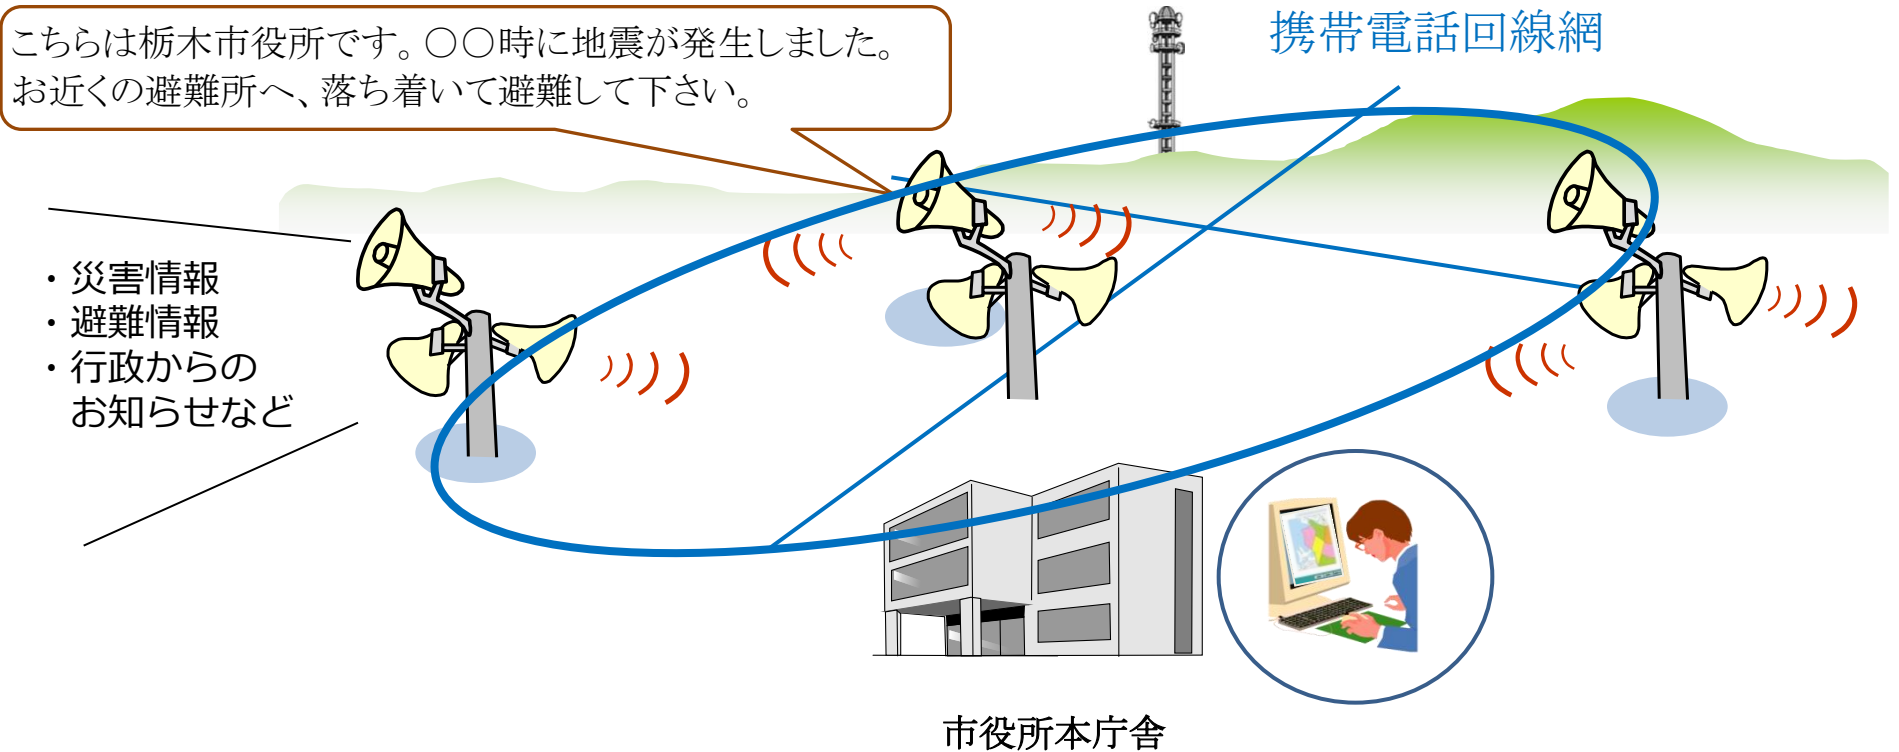 こちらは栃木市役所です。〇〇時に地震が発生しました。
お近くの避難所へ、落ち着いて避難して下さい。
携帯電話回線網
・災害情報
・避難情報
・行政からの
お知らせなど
市役所本庁舎